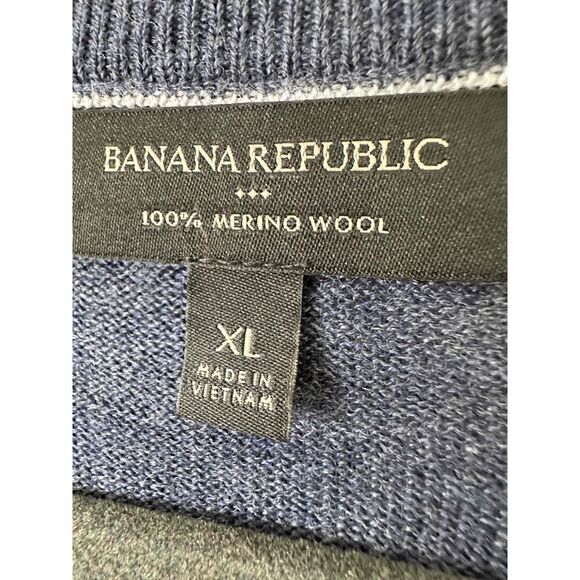 BANANA REPUBLIC
100% MERINO WOOL
XL
MADE IN
VIETNAM